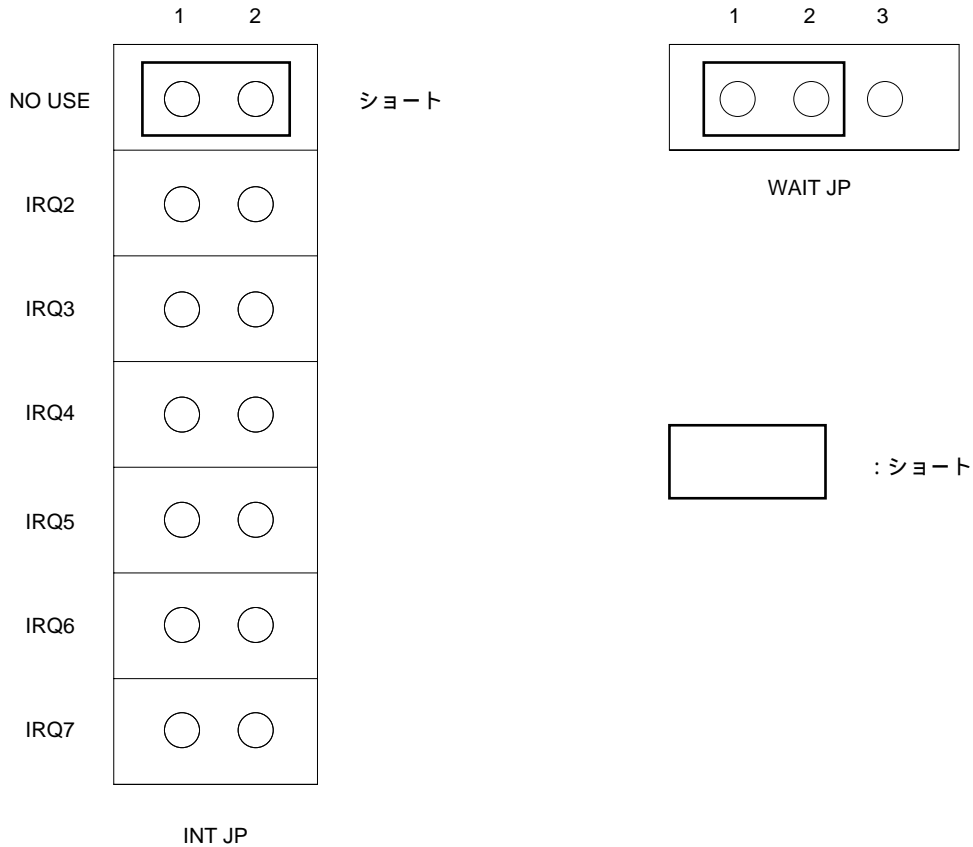 1 2
NO USE ショート
IRQ2
IRQ3
IRQ4
IRQ5
IRQ6
IRQ7
INT JP
1 2 3
WAIT JP
：ショート